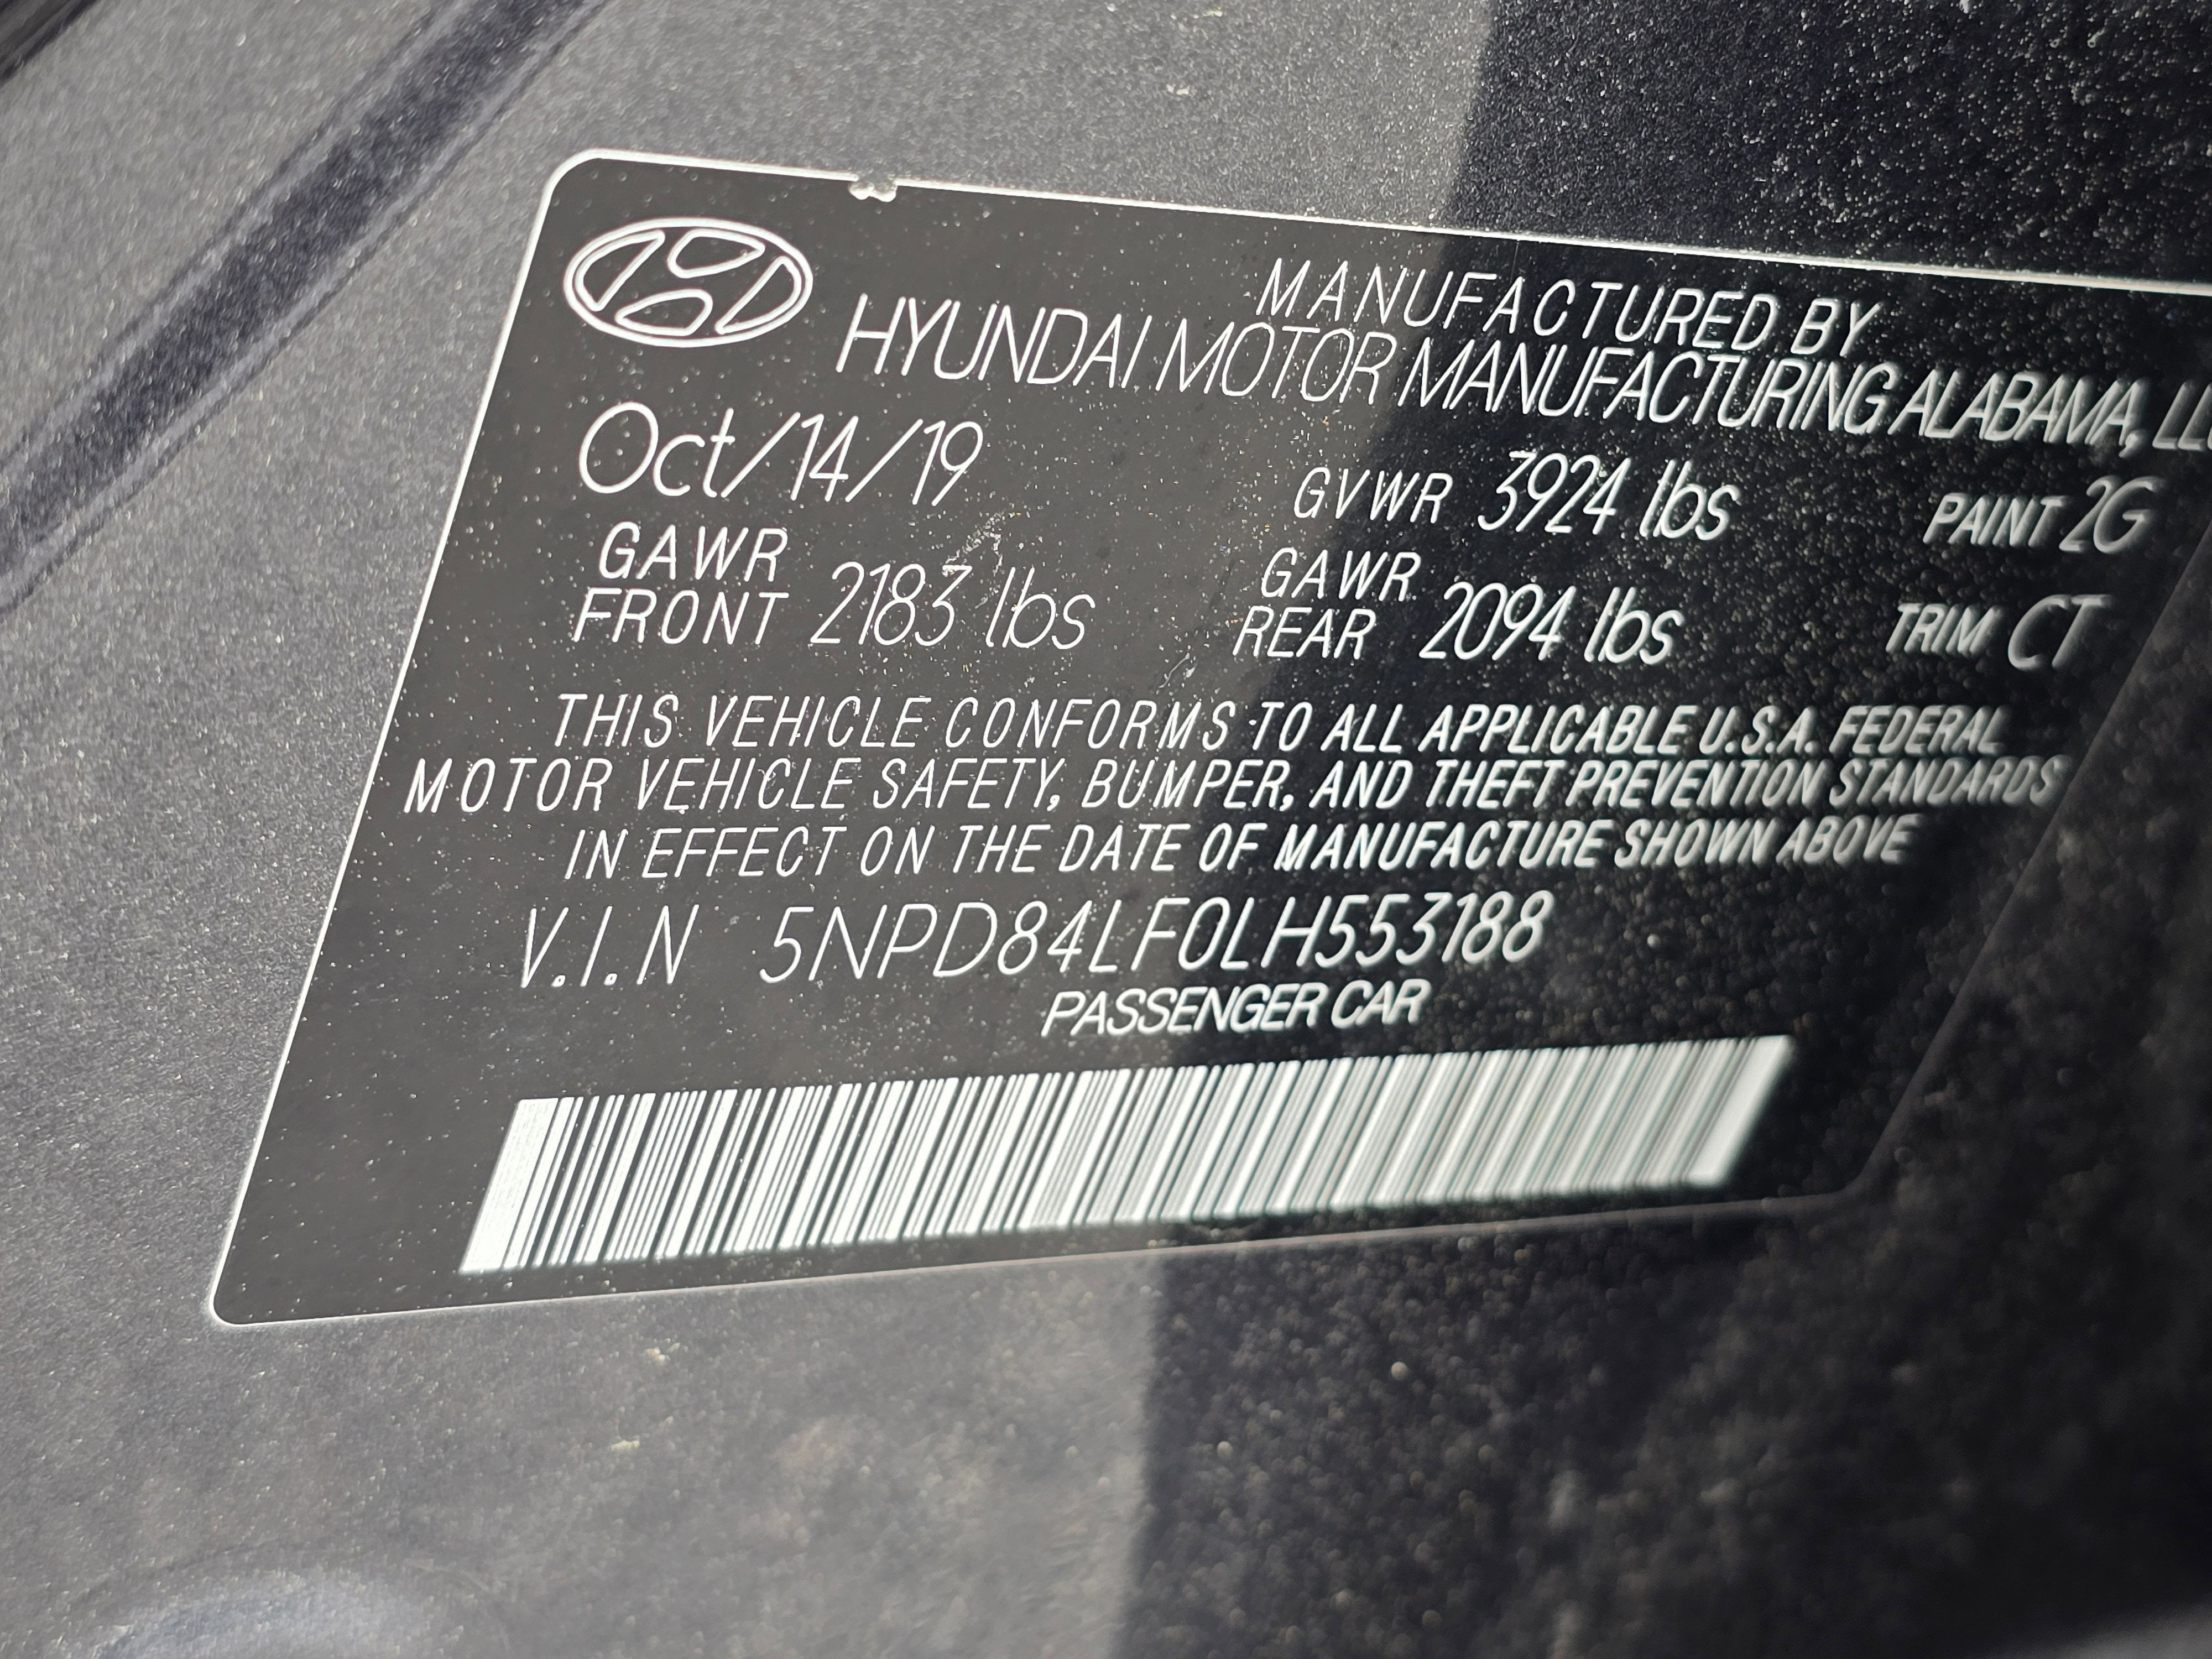 MANUFACTURED BY
HYUNDAI MOTOR MANUFACTURING ALABAMA, LLC
Oct/14/19 GVWR 3924 lbs PAINT 2G
GAWR FRONT 2183 lbs GAWR REAR 2094 lbs TRIM CT
THIS VEHICLE CONFORMS TO ALL APPLICABLE U.S.A. FEDERAL
MOTOR VEHICLE SAFETY, BUMPER, AND THEFT PREVENTION STANDARDS
IN EFFECT ON THE DATE OF MANUFACTURE SHOWN ABOVE
V.I.N 5NPD84LF0LH553188
PASSENGER CAR